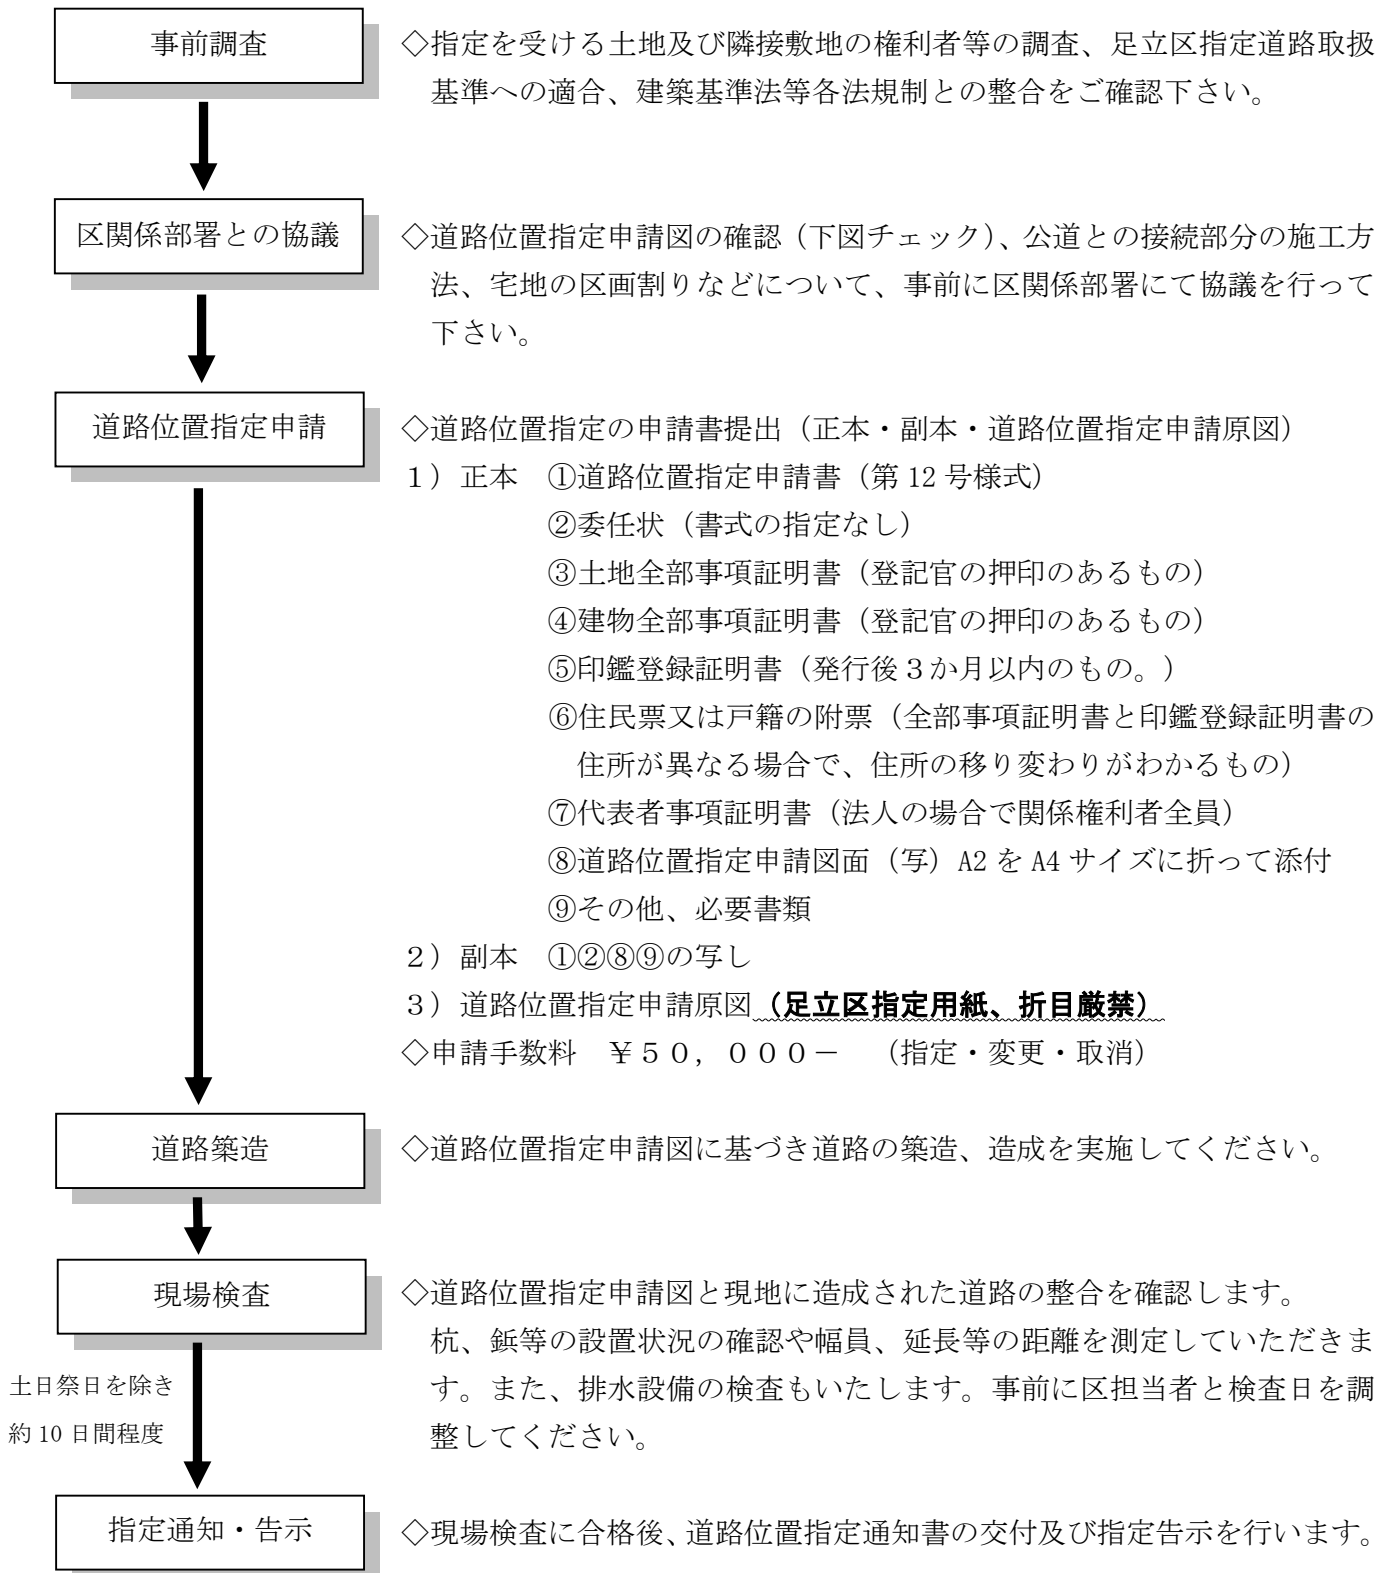 事前調査
◇指定を受ける土地及び隣接敷地の権利者等の調査、足立区指定道路取扱
基準への適合、建築基準法等各法規制との整合をご確認下さい。
区関係部署との協議
◇道路位置指定申請図の確認（下図チェック）、公道との接続部分の施工方
法、宅地の区画割りなどについて、事前に区関係部署にて協議を行って
下さい。
道路位置指定申請
◇道路位置指定の申請書提出（正本・副本・道路位置指定申請原図）
１）正本　①道路位置指定申請書（第 12 号様式）
②委任状（書式の指定なし）
③土地全部事項証明書（登記官の押印のあるもの）
④建物全部事項証明書（登記官の押印のあるもの）
⑤印鑑登録証明書（発行後３か月以内のもの。）
⑥住民票又は戸籍の附票（全部事項証明書と印鑑登録証明書の
住所が異なる場合で、住所の移り変わりがわかるもの）
⑦代表者事項証明書（法人の場合で関係権利者全員）
⑧道路位置指定申請図面（写）A2 を A4 サイズに折って添付
⑨その他、必要書類
２）副本　①②⑧⑨の写し
３）道路位置指定申請原図（足立区指定用紙、折目厳禁）
◇申請手数料　￥５０，０００－　（指定・変更・取消）
道路築造
◇道路位置指定申請図に基づき道路の築造、造成を実施してください。
現場検査
◇道路位置指定申請図と現地に造成された道路の整合を確認します。
杭、鋲等の設置状況の確認や幅員、延長等の距離を測定していただきま
す。また、排水設備の検査もいたします。事前に区担当者と検査日を調
整してください。
土日祭日を除き
約 10 日間程度
指定通知・告示
◇現場検査に合格後、道路位置指定通知書の交付及び指定告示を行います。